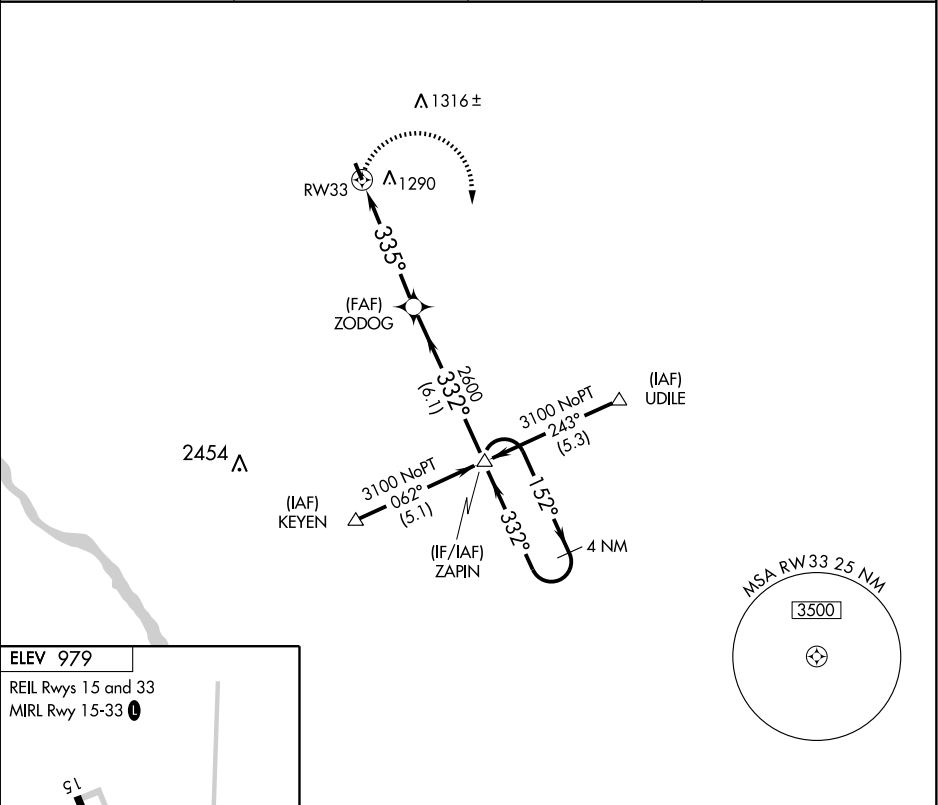 1316±
RW33
1290
335°
(FAF)
ZODOG
2600
332°
(6.1)
(IAF)
UDILE
3100 NoPT
243°
(5.3)
2454
3100 NoPT
062°
(5.1)
(IAF)
KEYEN
152°
332°
4 NM
(IF/IAF)
ZAPIN
MSA RW33 25 NM
3500
ELEV 979
REIL Rwys 15 and 33
MIRL Rwy 15-33 L
15